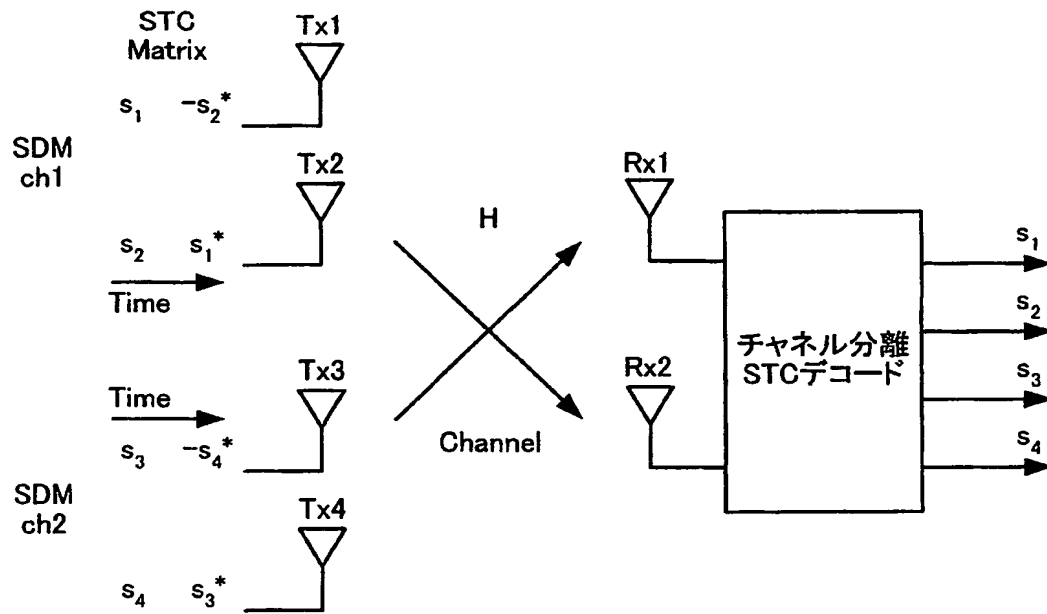 STC
Matrix
Tx1
s₁ −s₂*
SDM
ch1
Tx2
s₂ s₁*
Time
H
Time
Tx3
s₃ −s₄*
SDM
ch2
Tx4
s₄ s₃*
Channel
Rx1
Rx2
チャネル分離
STCデコード
s₁
s₂
s₃
s₄